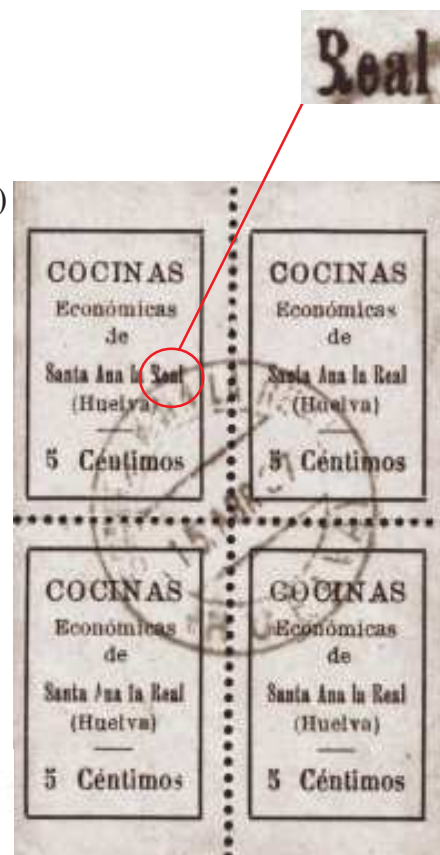 Real
)
COCINAS
Económicas
de
Santa Ana la Real
(Huelva)
5 Céntimos
COCINAS
Económicas
de
Santa Ana la Real
(Huelva)
5 Céntimos
COCINAS
Económicas
de
Santa Ana la Real
(Huelva)
5 Céntimos
COCINAS
Económicas
de
Santa Ana la Real
(Huelva)
5 Céntimos